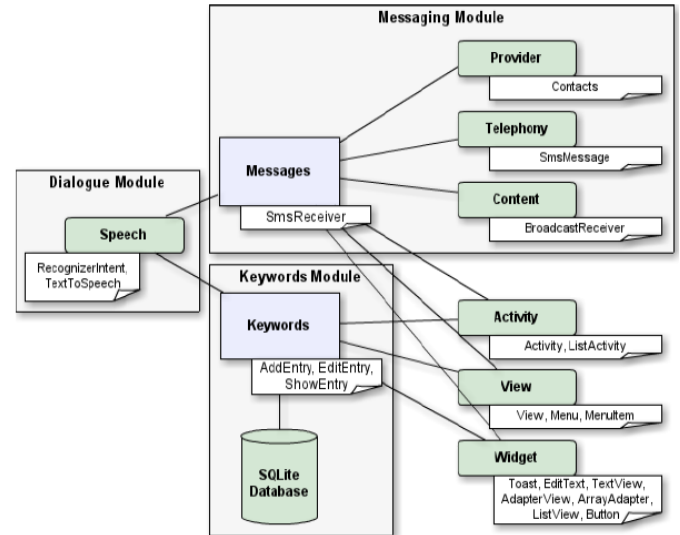 Messaging Module
Provider
Contacts
Telephony
SmsMessage
Messages
SmsReceiver
Content
BroadcastReceiver
Dialogue Module
Speech
RecognizerIntent,
TextToSpeech
Keywords Module
Keywords
AddEntry, EditEntry,
ShowEntry
SQLite
Database
Activity
Activity, ListActivity
View
View, Menu, MenuItem
Widget
Toast, EditText, TextView,
AdapterView, ArrayAdapter,
ListView, Button